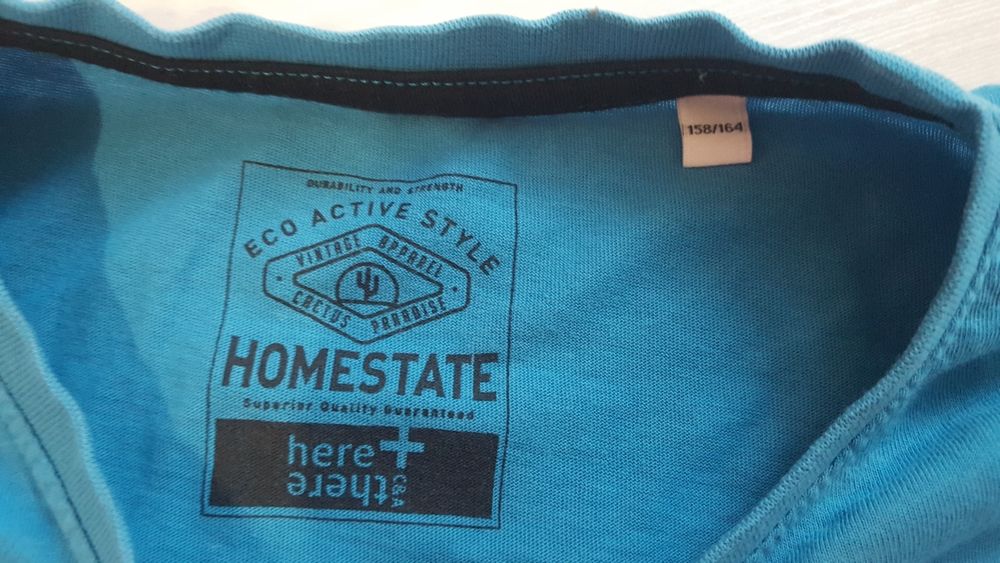 158/164
DURABILITY AND STRENGTH
ECO ACTIVE STYLE
VINTAGE APPAREL
CACTUS PARADISE
HOMESTATE
Superior Quality Guaranteed
here
there
C&A